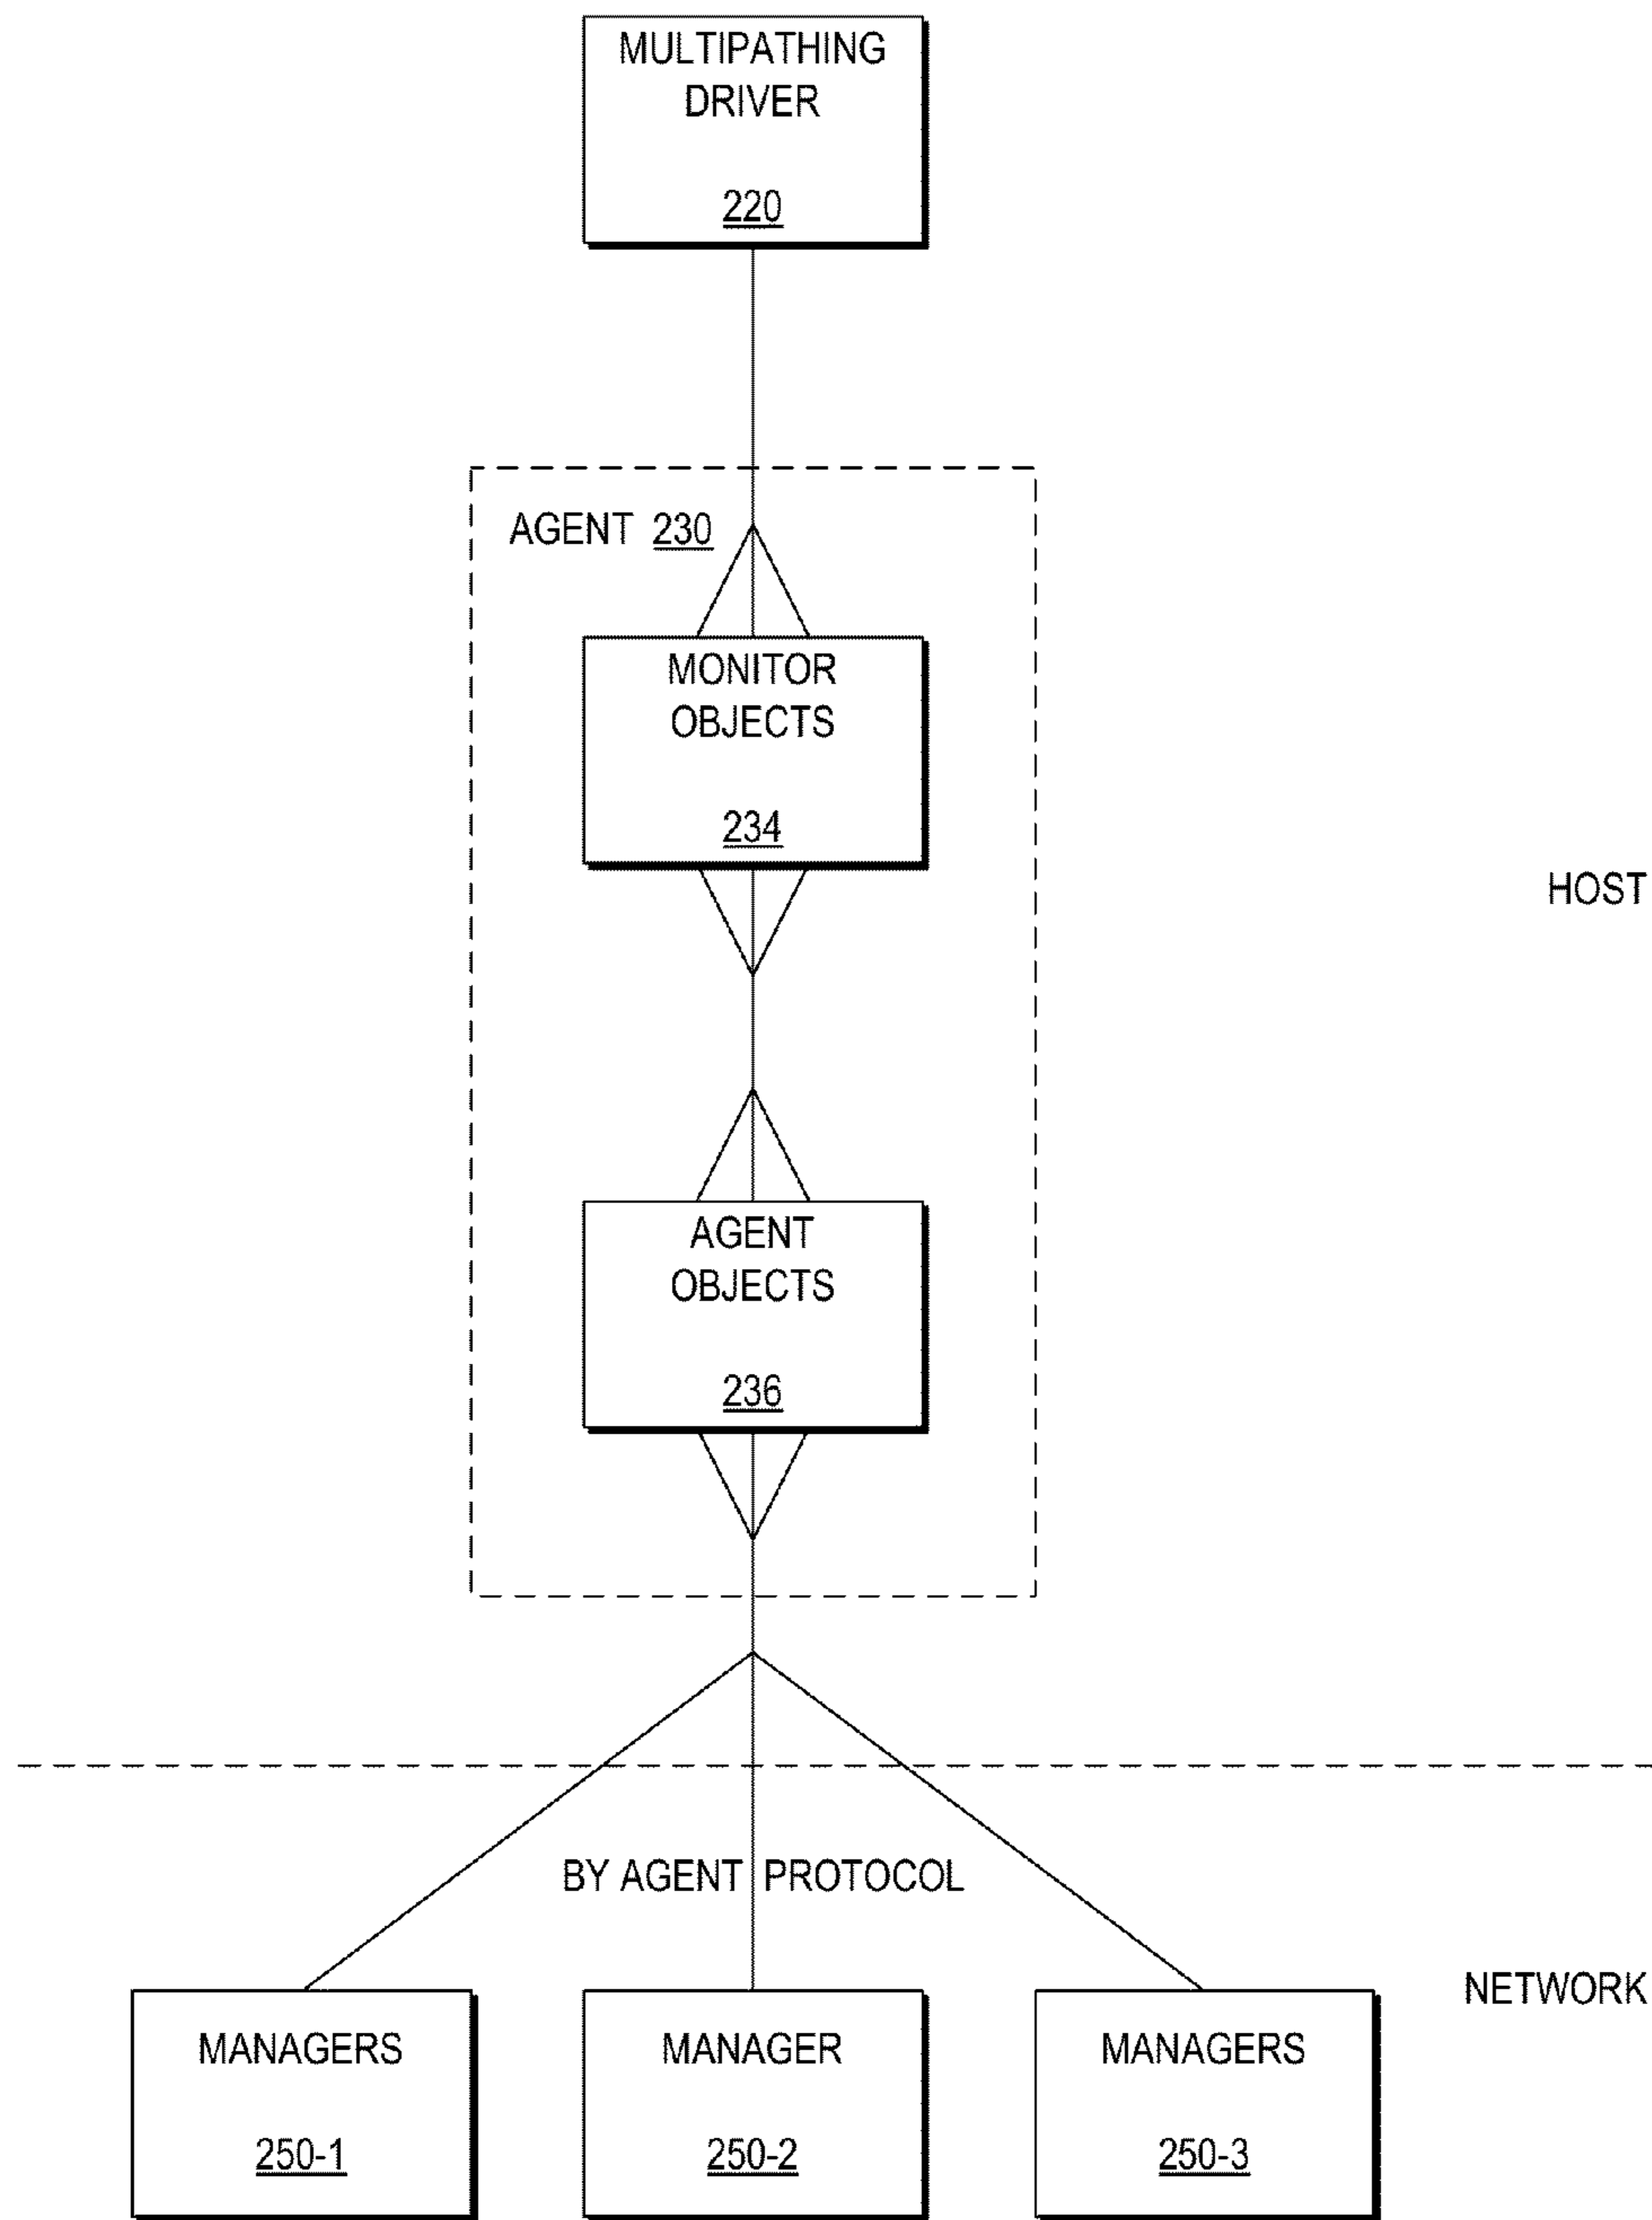 MULTIPATHING
DRIVER
220
AGENT 230
MONITOR
OBJECTS
234
HOST
AGENT
OBJECTS
236
BY AGENT PROTOCOL
NETWORK
MANAGERS
250-1
MANAGER
250-2
MANAGERS
250-3